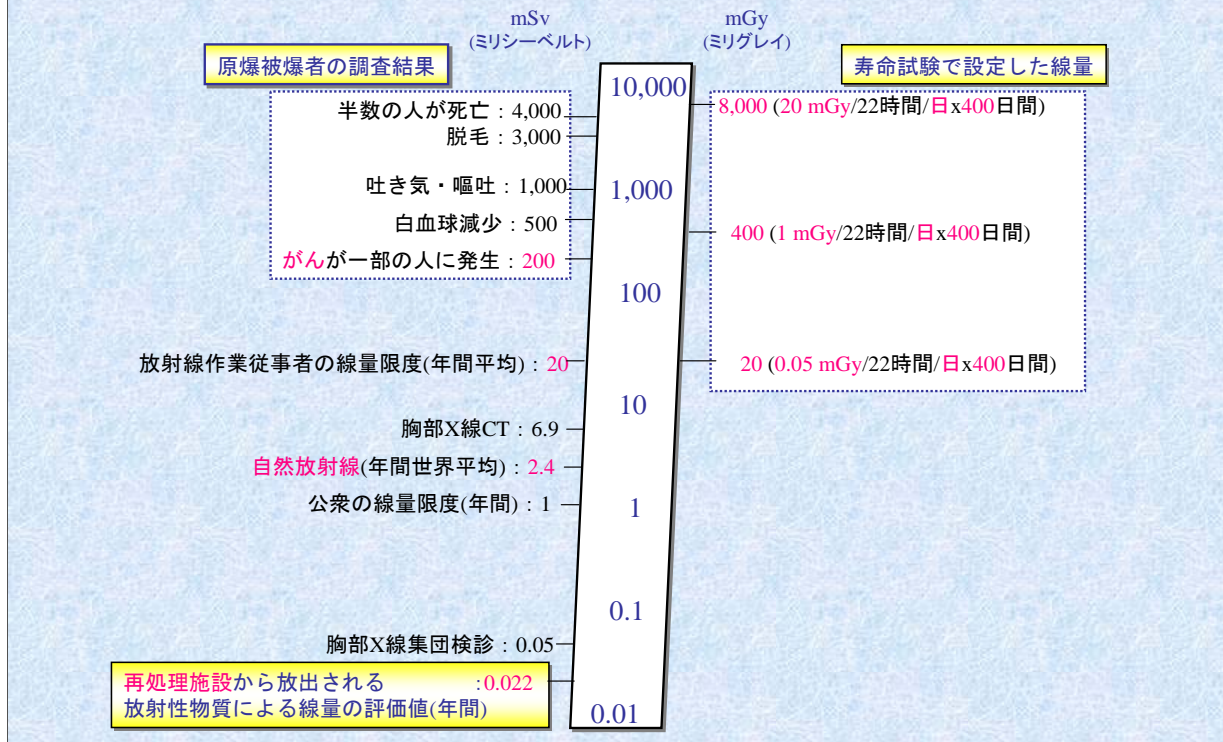 mSv
(ミリシーベルト)
mGy
(ミリグレイ)
原爆被爆者の調査結果
寿命試験で設定した線量
半数の人が死亡：4,000
脱毛：3,000
吐き気・嘔吐：1,000
白血球減少：500
がんが一部の人に発生：200
放射線作業従事者の線量限度(年間平均)：20
胸部X線CT：6.9
自然放射線(年間世界平均)：2.4
公衆の線量限度(年間)：1
胸部X線集団検診：0.05
再処理施設から放出される :0.022
放射性物質による線量の評価値(年間)
10,000
1,000
100
10
1
0.1
0.01
8,000 (20 mGy/22時間/日x400日間)
400 (1 mGy/22時間/日x400日間)
20 (0.05 mGy/22時間/日x400日間)